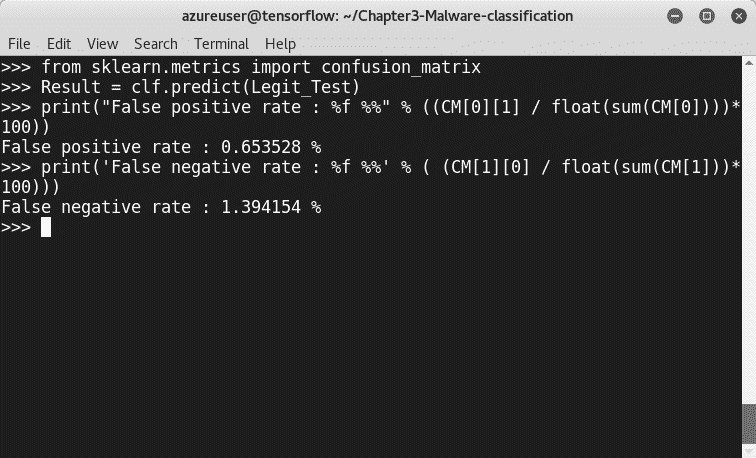 azureuser@tensorflow: ~/Chapter3-Malware-classification
File Edit View Search Terminal Help
>>> from sklearn.metrics import confusion_matrix
>>> Result = clf.predict(Legit_Test)
>>> print("False positive rate : %f %%" % ((CM[0][1] / float(sum(CM[0])))*
100))
False positive rate : 0.653528 %
>>> print('False negative rate : %f %%' % ( (CM[1][0] / float(sum(CM[1]))*
100)))
False negative rate : 1.394154 %
>>>